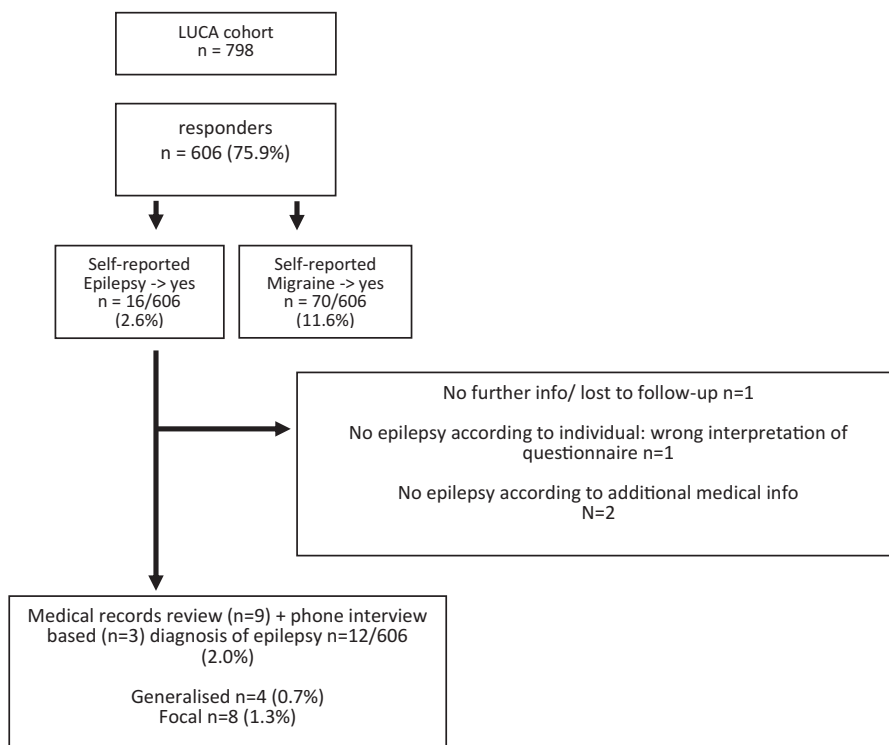 LUCA cohort
n = 798
responders
n = 606 (75.9%)
Self-reported
Epilepsy -> yes
n = 16/606
(2.6%)
Self-reported
Migraine -> yes
n = 70/606
(11.6%)
No further info/ lost to follow-up n=1
No epilepsy according to individual: wrong interpretation of
questionnaire n=1
No epilepsy according to additional medical info
N=2
Medical records review (n=9) + phone interview
based (n=3) diagnosis of epilepsy n=12/606
(2.0%)
Generalised n=4 (0.7%)
Focal n=8 (1.3%)